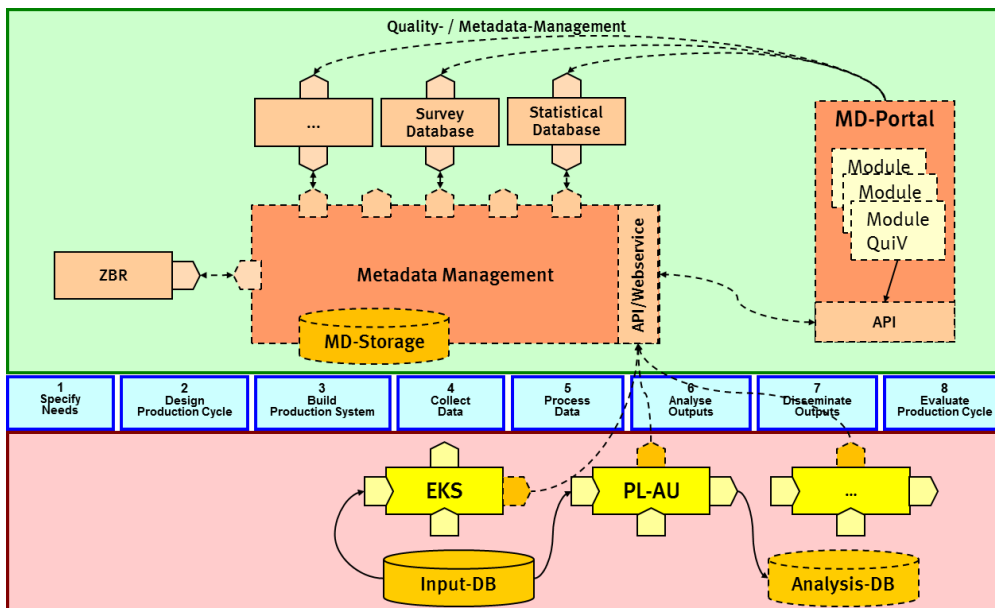 Quality- / Metadata-Management
...
Survey
Database
Statistical
Database
MD-Portal
Module
Module
Module
QuiV
API
ZBR
Metadata Management
API/Webservice
MD-Storage
1
Specify
Needs
2
Design
Production Cycle
3
Build
Production System
4
Collect
Data
5
Process
Data
6
Analyse
Outputs
7
Disseminate
Outputs
8
Evaluate
Production Cycle
EKS
PL-AU
...
Input-DB
Analysis-DB